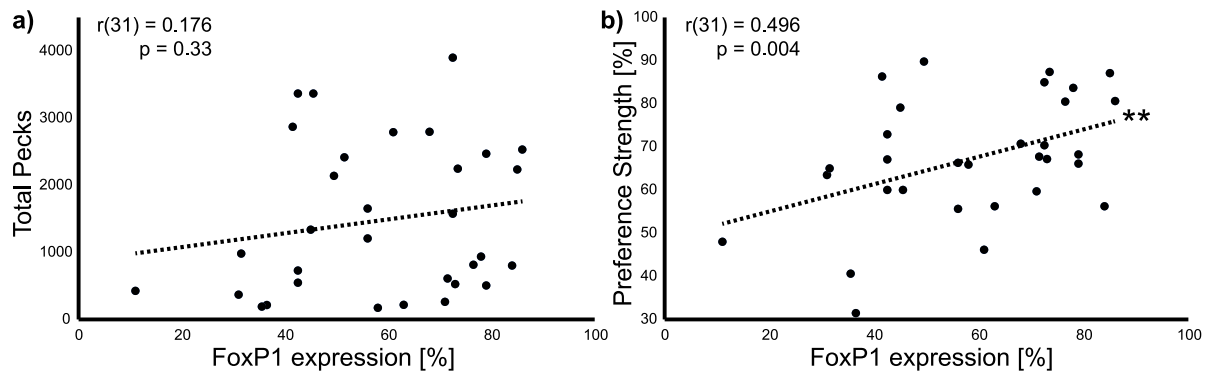 a)
r(31) = 0.176
p = 0.33
Total Pecks
4000
3000
2000
1000
0
0 20 40 60 80 100
FoxP1 expression [%]
b)
r(31) = 0.496
p = 0.004
Preference Strength [%]
100
90
80
70
60
50
40
30
**
0 20 40 60 80 100
FoxP1 expression [%]